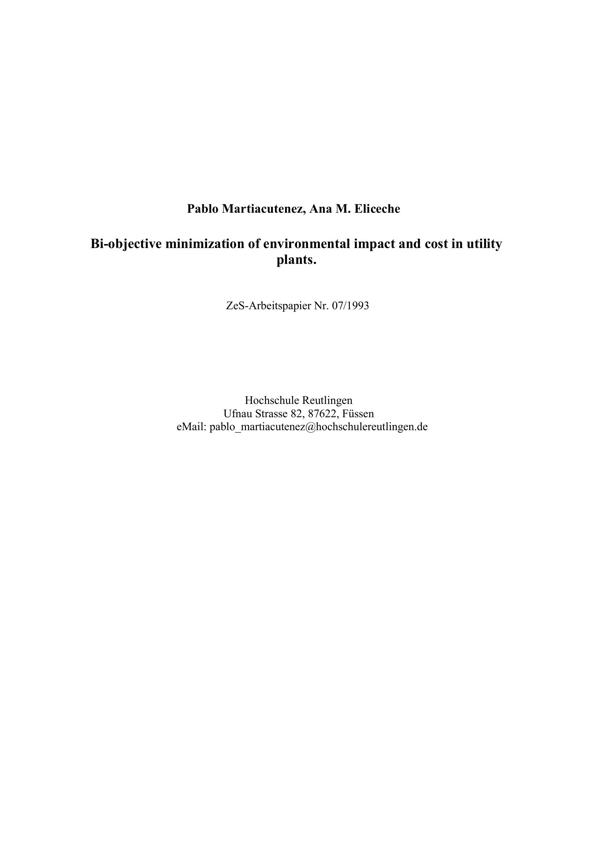 Pablo Martiacutenez, Ana M. Eliceche
Bi-objective minimization of environmental impact and cost in utility
plants.
ZeS-Arbeitspapier Nr. 07/1993
Hochschule Reutlingen
Ufnau Strasse 82, 87622, Füssen
eMail: pablo_martiacutenez@hochschulereutlingen.de